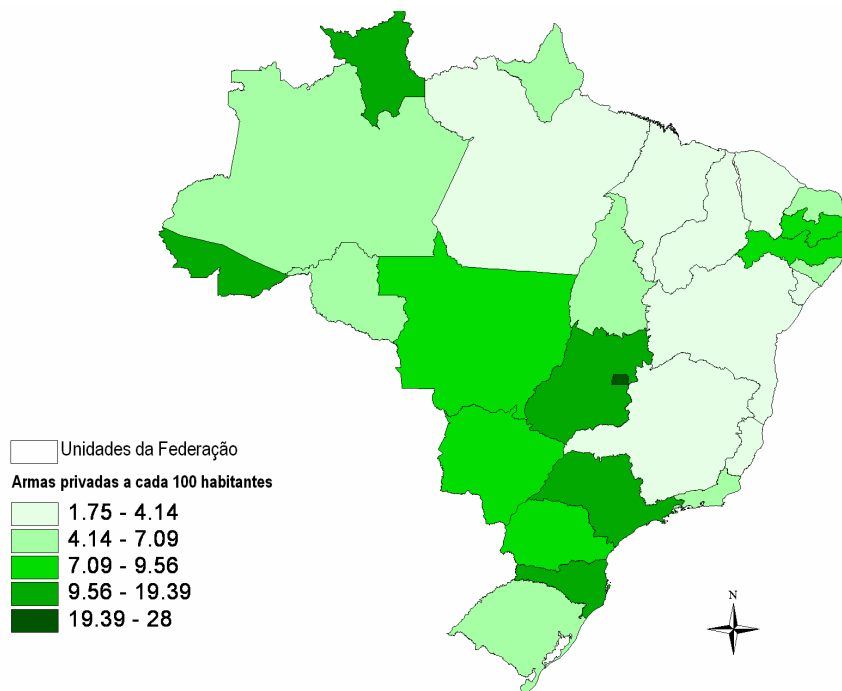 Unidades da Federação
Armas privadas a cada 100 habitantes
1.75 - 4.14
4.14 - 7.09
7.09 - 9.56
9.56 - 19.39
19.39 - 28
N